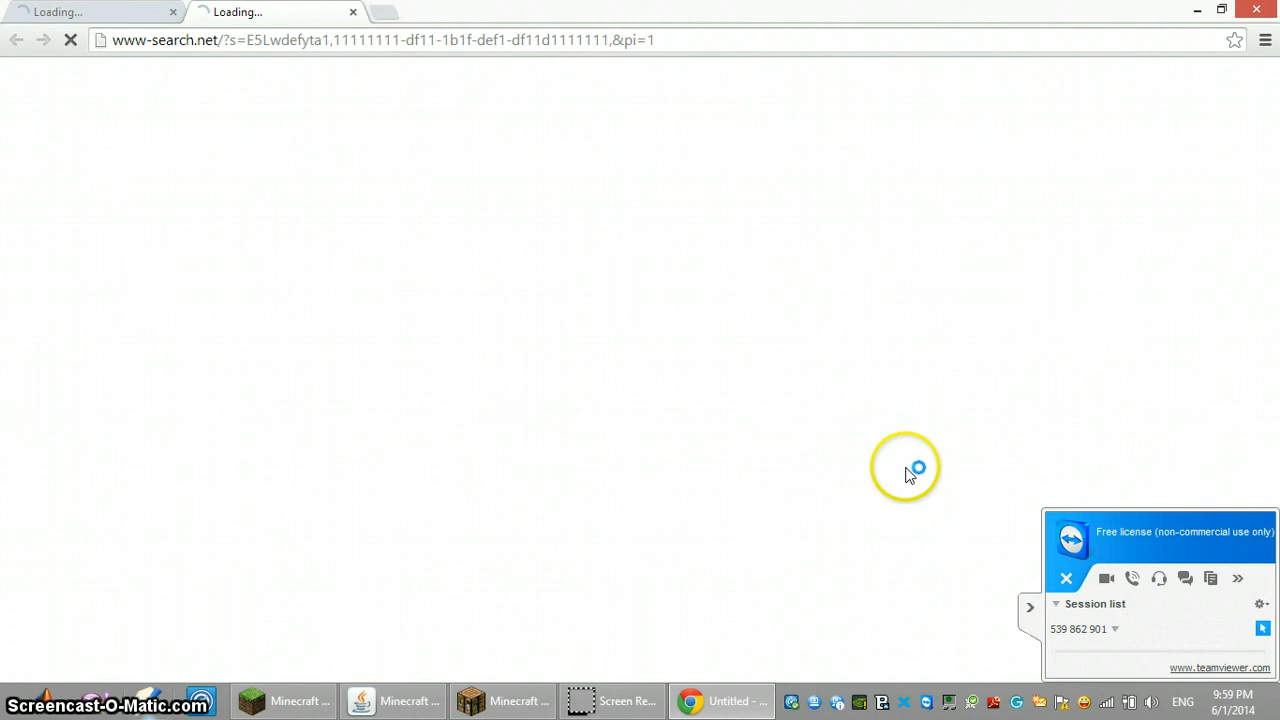 Loading...
Loading...
www-search.net/?s=E5Lwdefyta1,11111111-df11-1b1f-def1-df11d1111111,&pi=1
Free license (non-commercial use only)
Session list
539 862 901
www.teamviewer.com
Screencast-O-Matic.com
Minecraft ...
Minecraft ...
Minecraft ...
Screen Re...
Untitled - ...
ENG
9:59 PM
6/1/2014